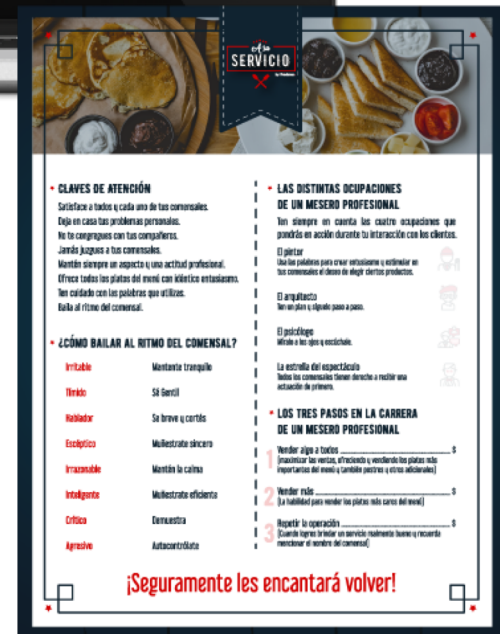 A su
SERVICIO
CLAVES DE ATENCIÓN
Satisface a todos y cada uno de tus comensales.
Deja en casa tus problemas personales.
No te congregues con tus compañeros.
Jamás juzgues a tus comensales.
Mantén siempre un aspecto y una actitud profesional.
Ofrece todos los platos del menú con idéntico entusiasmo.
Ten cuidado con las palabras que utilizas.
Baila al ritmo del comensal.
¿CÓMO BAILAR AL RITMO DEL COMENSAL?
Irritable Mantente tranquilo
Tímido Sé Gentil
Hablador Se breve y cortés
Escéptico Muéestrate sincero
Irrazonable Mantén la calma
Inteligente Muéestrate eficiente
Crítico Demuestra
Agresivo Autocontrólate
LAS DISTINTAS OCUPACIONES
DE UN MESERO PROFESIONAL
Ten siempre en cuenta las cuatro ocupaciones que
pondrás en acción durante tu interacción con los clientes.
El pintor
Usa las palabras para crear entusiasmo y estimular en
tus comensales el deseo de elegir ciertos productos.
El arquitecto
Ten un plan y síguelo paso a paso.
El psicólogo
Míralo a los ojos y escúchale.
La estrella del espectáculo
Todos los comensales tienen derecho a recibir una
actuación de primera.
LOS TRES PASOS EN LA CARRERA
DE UN MESERO PROFESIONAL
1 Vender algo a todos $
(maximizar las ventas, ofreciendo y vendiendo los platos más
importantes del menú y también postres y otros adicionales)
2 Vender más $
(La habilidad para vender los platos más caros del menú)
3 Repetir la operación $
(Cuando logres brindar un servicio realmente bueno y recuerda
mencionar el nombre del comensal)
¡Seguramente les encantará volver!